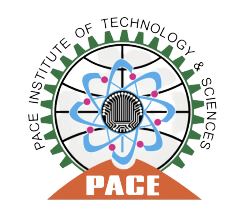 PACE INSTITUTE OF TECHNOLOGY & SCIENCES
PACE